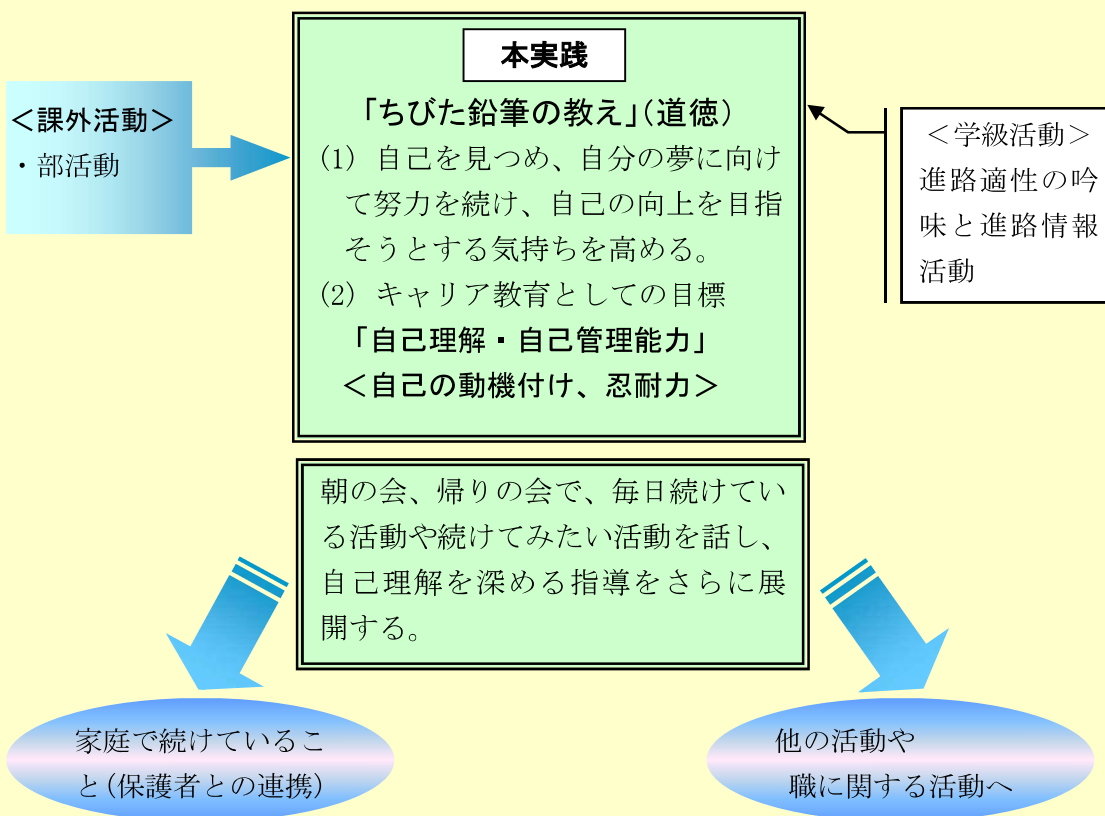 本実践
「ちびた鉛筆の教え」(道徳)
(1) 自己を見つめ、自分の夢に向け
て努力を続け、自己の向上を目指
そうとする気持ちを高める。
(2) キャリア教育としての目標
「自己理解・自己管理能力」
＜自己の動機付け、忍耐力＞
＜課外活動＞
・部活動
＜学級活動＞
進路適性の吟
味と進路情報
活動
朝の会、帰りの会で、毎日続けてい
る活動や続けてみたい活動を話し、
自己理解を深める指導をさらに展
開する。
家庭で続けているこ
と(保護者との連携)
他の活動や
職に関する活動へ